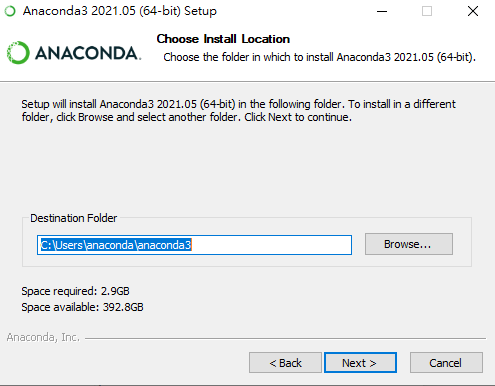 Anaconda3 2021.05 (64-bit) Setup
ANACONDA.
Choose Install Location
Choose the folder in which to install Anaconda3 2021.05 (64-bit).
Setup will install Anaconda3 2021.05 (64-bit) in the following folder. To install in a different
folder, click Browse and select another folder. Click Next to continue.
Destination Folder
C:\Users\anaconda\anaconda3
Browse...
Space required: 2.9GB
Space available: 392.8GB
Anaconda, Inc.
< Back
Next >
Cancel